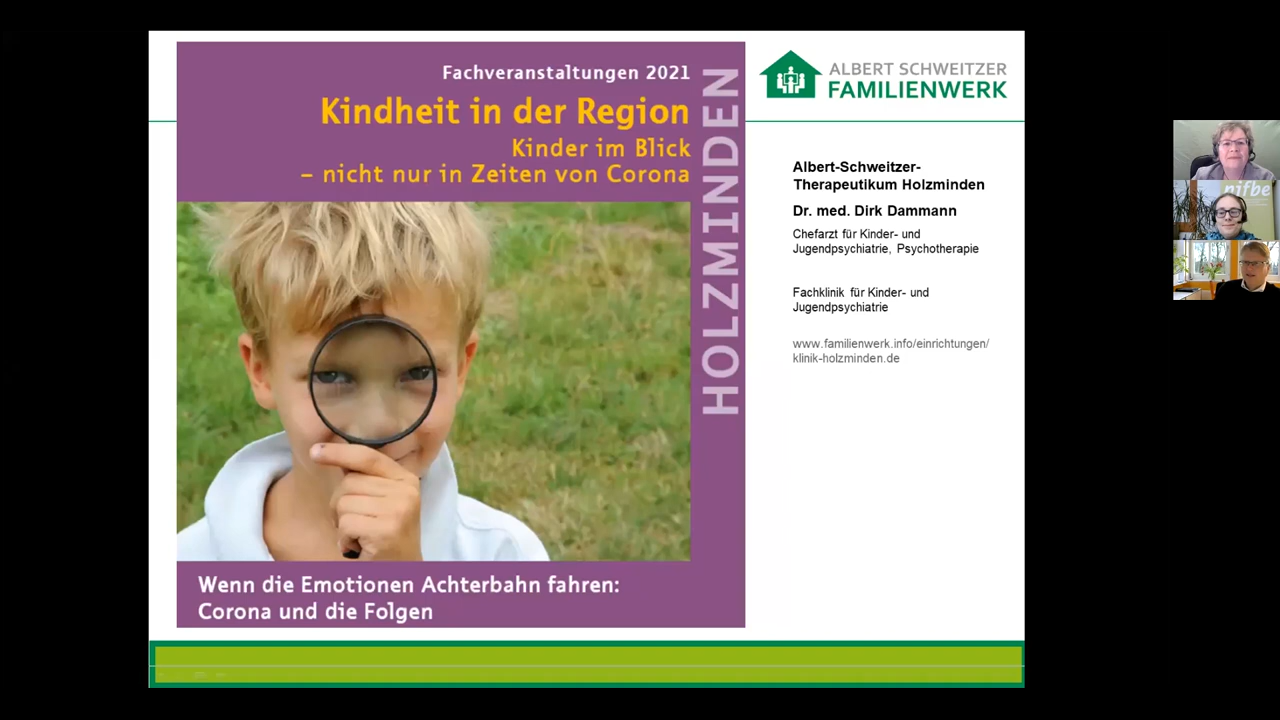 Fachveranstaltungen 2021
Kindheit in der Region
Kinder im Blick
– nicht nur in Zeiten von Corona
HOLZMINDEN
Wenn die Emotionen Achterbahn fahren:
Corona und die Folgen
ALBERT SCHWEITZER
FAMILIENWERK
Albert-Schweitzer-
Therapeutikum Holzminden
Dr. med. Dirk Dammann
Chefarzt für Kinder- und
Jugendpsychiatrie, Psychotherapie
Fachklinik für Kinder- und
Jugendpsychiatrie
www.familienwerk.info/einrichtungen/
klinik-holzminden.de
nifbe